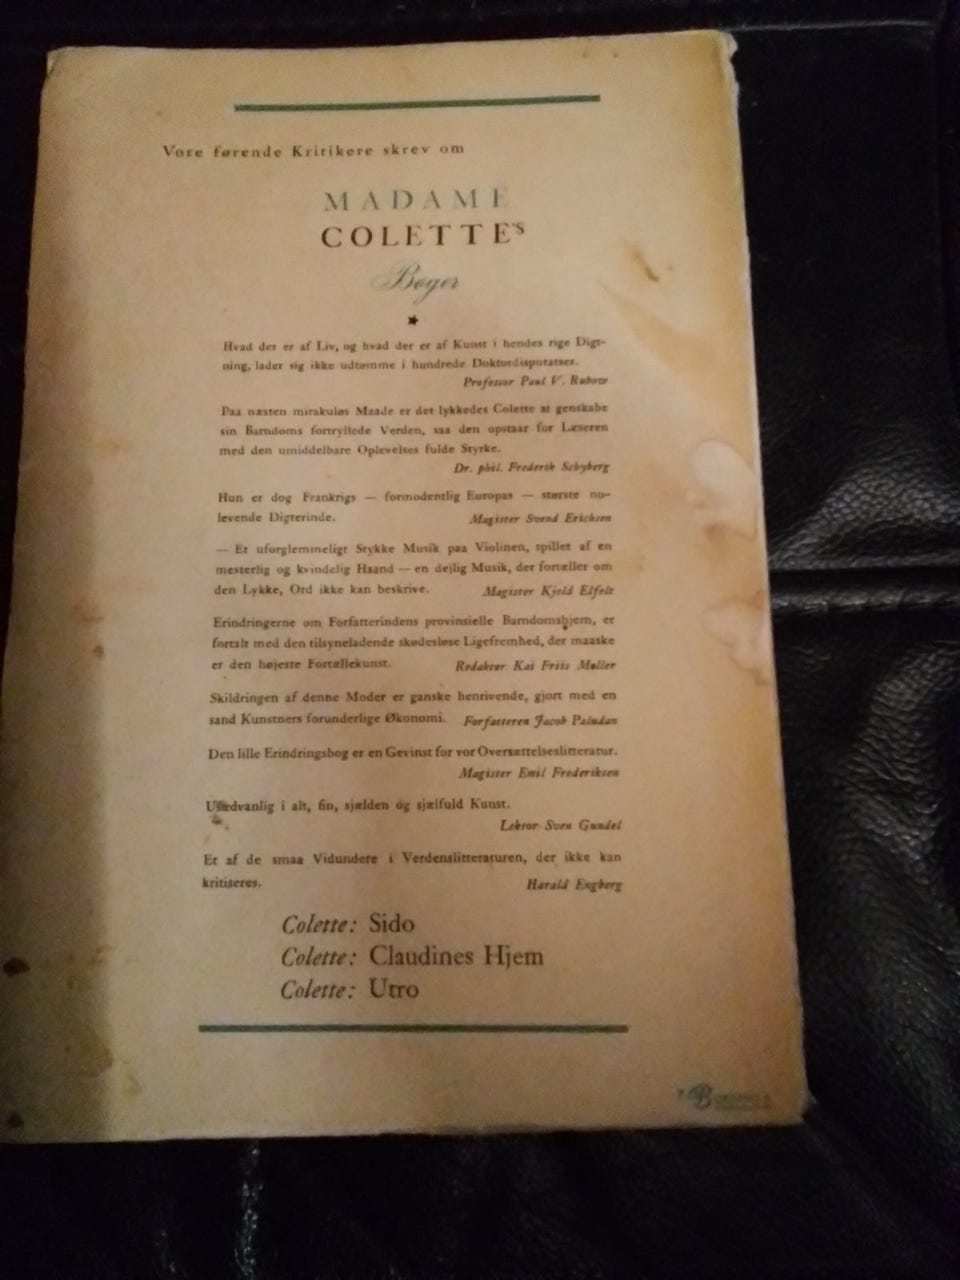 Vore førende Kritikere skrev om
MADAME
COLETTE'S
Bøger
Hvad der er af Liv, og hvad der er af Kunst i hendes rige Digt-
ning, lader sig ikke udtømme i hundrede Doktordisputatser.
Professor Paul V. Rubow
Paa næsten mirakuløs Maade er det lykkedes Colette at genskabe
sin Barndoms fortryllede Verden, saa den opstaar for Læseren
med den umiddelbare Oplevelses fulde Styrke.
Dr. phil. Frederik Schyberg
Hun er dog Frankrigs — formodentlig Europas — største nu-
levende Digterinde. Magister Svend Erichsen
— Et uforglemmeligt Stykke Musik paa Violinen, spillet af en
mesterlig og kvindelig Haand — en dejlig Musik, der fortæller om
den Lykke, Ord ikke kan beskrive. Magister Kjeld Elfelt
Erindringerne om Forfatterindens provinsielle Barndomshjem, er
fortalt med den tilsyneladende skødesløse Ligefremhed, der maaske
er den højeste Fortællekunst. Redaktør Kai Friis Møller
Skildringen af denne Moder er ganske henrivende, gjort med en
sand Kunstners forunderlige Økonomi. Forfatteren Jacob Paludan
Den lille Erindringsbog er en Gevinst for vor Oversættelseslitteratur.
Magister Emil Frederiksen
Usædvanlig i alt, fin, sjælden og sjælfuld Kunst.
Lektor Sven Gundel
Et af de smaa Vidundere i Verdenslitteraturen, der ikke kan
kritiseres. Harald Engberg
Colette: Sido
Colette: Claudines Hjem
Colette: Utro